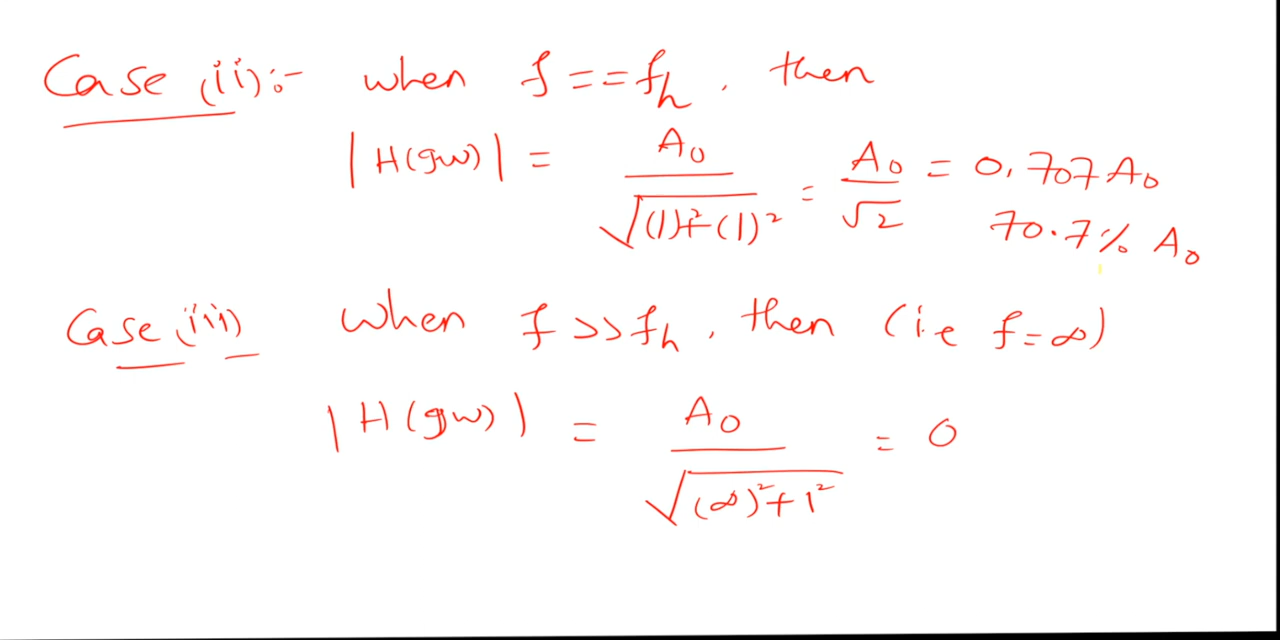 Case (ii):- when f == fh, then
|H(jw)| = A0 / √(1)²+(1)² = A0 / √2 = 0.707 A0
70.7% A0
Case (iii) when f >> fh, then (i.e f=∞)
|H(jw)| = A0 / √(∞)²+1² = 0